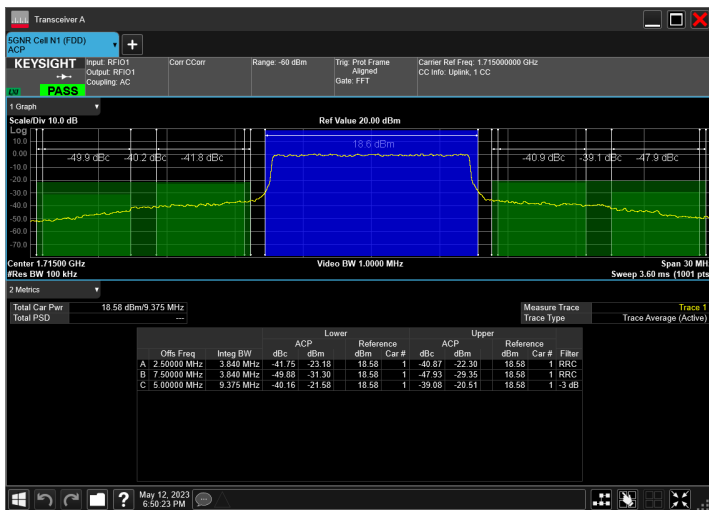 Transceiver A
5GNR Cell N1 (FDD)
ACP
KEYSIGHT
LXI
PASS
Input: RFIO1
Output: RFIO1
Coupling: AC
Corr CCorr
Range: -60 dBm
Trig: Prot Frame
Aligned
Gate: FFT
Carrier Ref Freq: 1.715000000 GHz
CC Info: Uplink, 1 CC
1 Graph
Scale/Div 10.0 dB
Ref Value 20.00 dBm
Log
10.0
0.00
-10.0
-20.0
-30.0
-40.0
-50.0
-60.0
-70.0
-49.9 dBc -40.2 dBc -41.8 dBc 18.6 dBm -40.9 dBc -39.1 dBc -47.9 dBc
Center 1.71500 GHz
#Res BW 100 kHz
Video BW 1.0000 MHz
Span 30 MH
Sweep 3.60 ms (1001 pts
2 Metrics
Total Car Pwr 18.58 dBm/9.375 MHz
Total PSD ---
Measure Trace Trace 1
Trace Type Trace Average (Active)
Lower Upper
ACP Reference ACP Reference
Offs Freq Integ BW dBc dBm dBm Car # dBc dBm dBm Car # Filter
A 2.50000 MHz 3.840 MHz -41.75 -23.18 18.58 1 -40.87 -22.30 18.58 1 RRC
B 7.50000 MHz 3.840 MHz -49.88 -31.30 18.58 1 -47.93 -29.35 18.58 1 RRC
C 5.00000 MHz 9.375 MHz -40.16 -21.58 18.58 1 -39.08 -20.51 18.58 1 -3 dB
?
May 12, 2023
6:50:23 PM